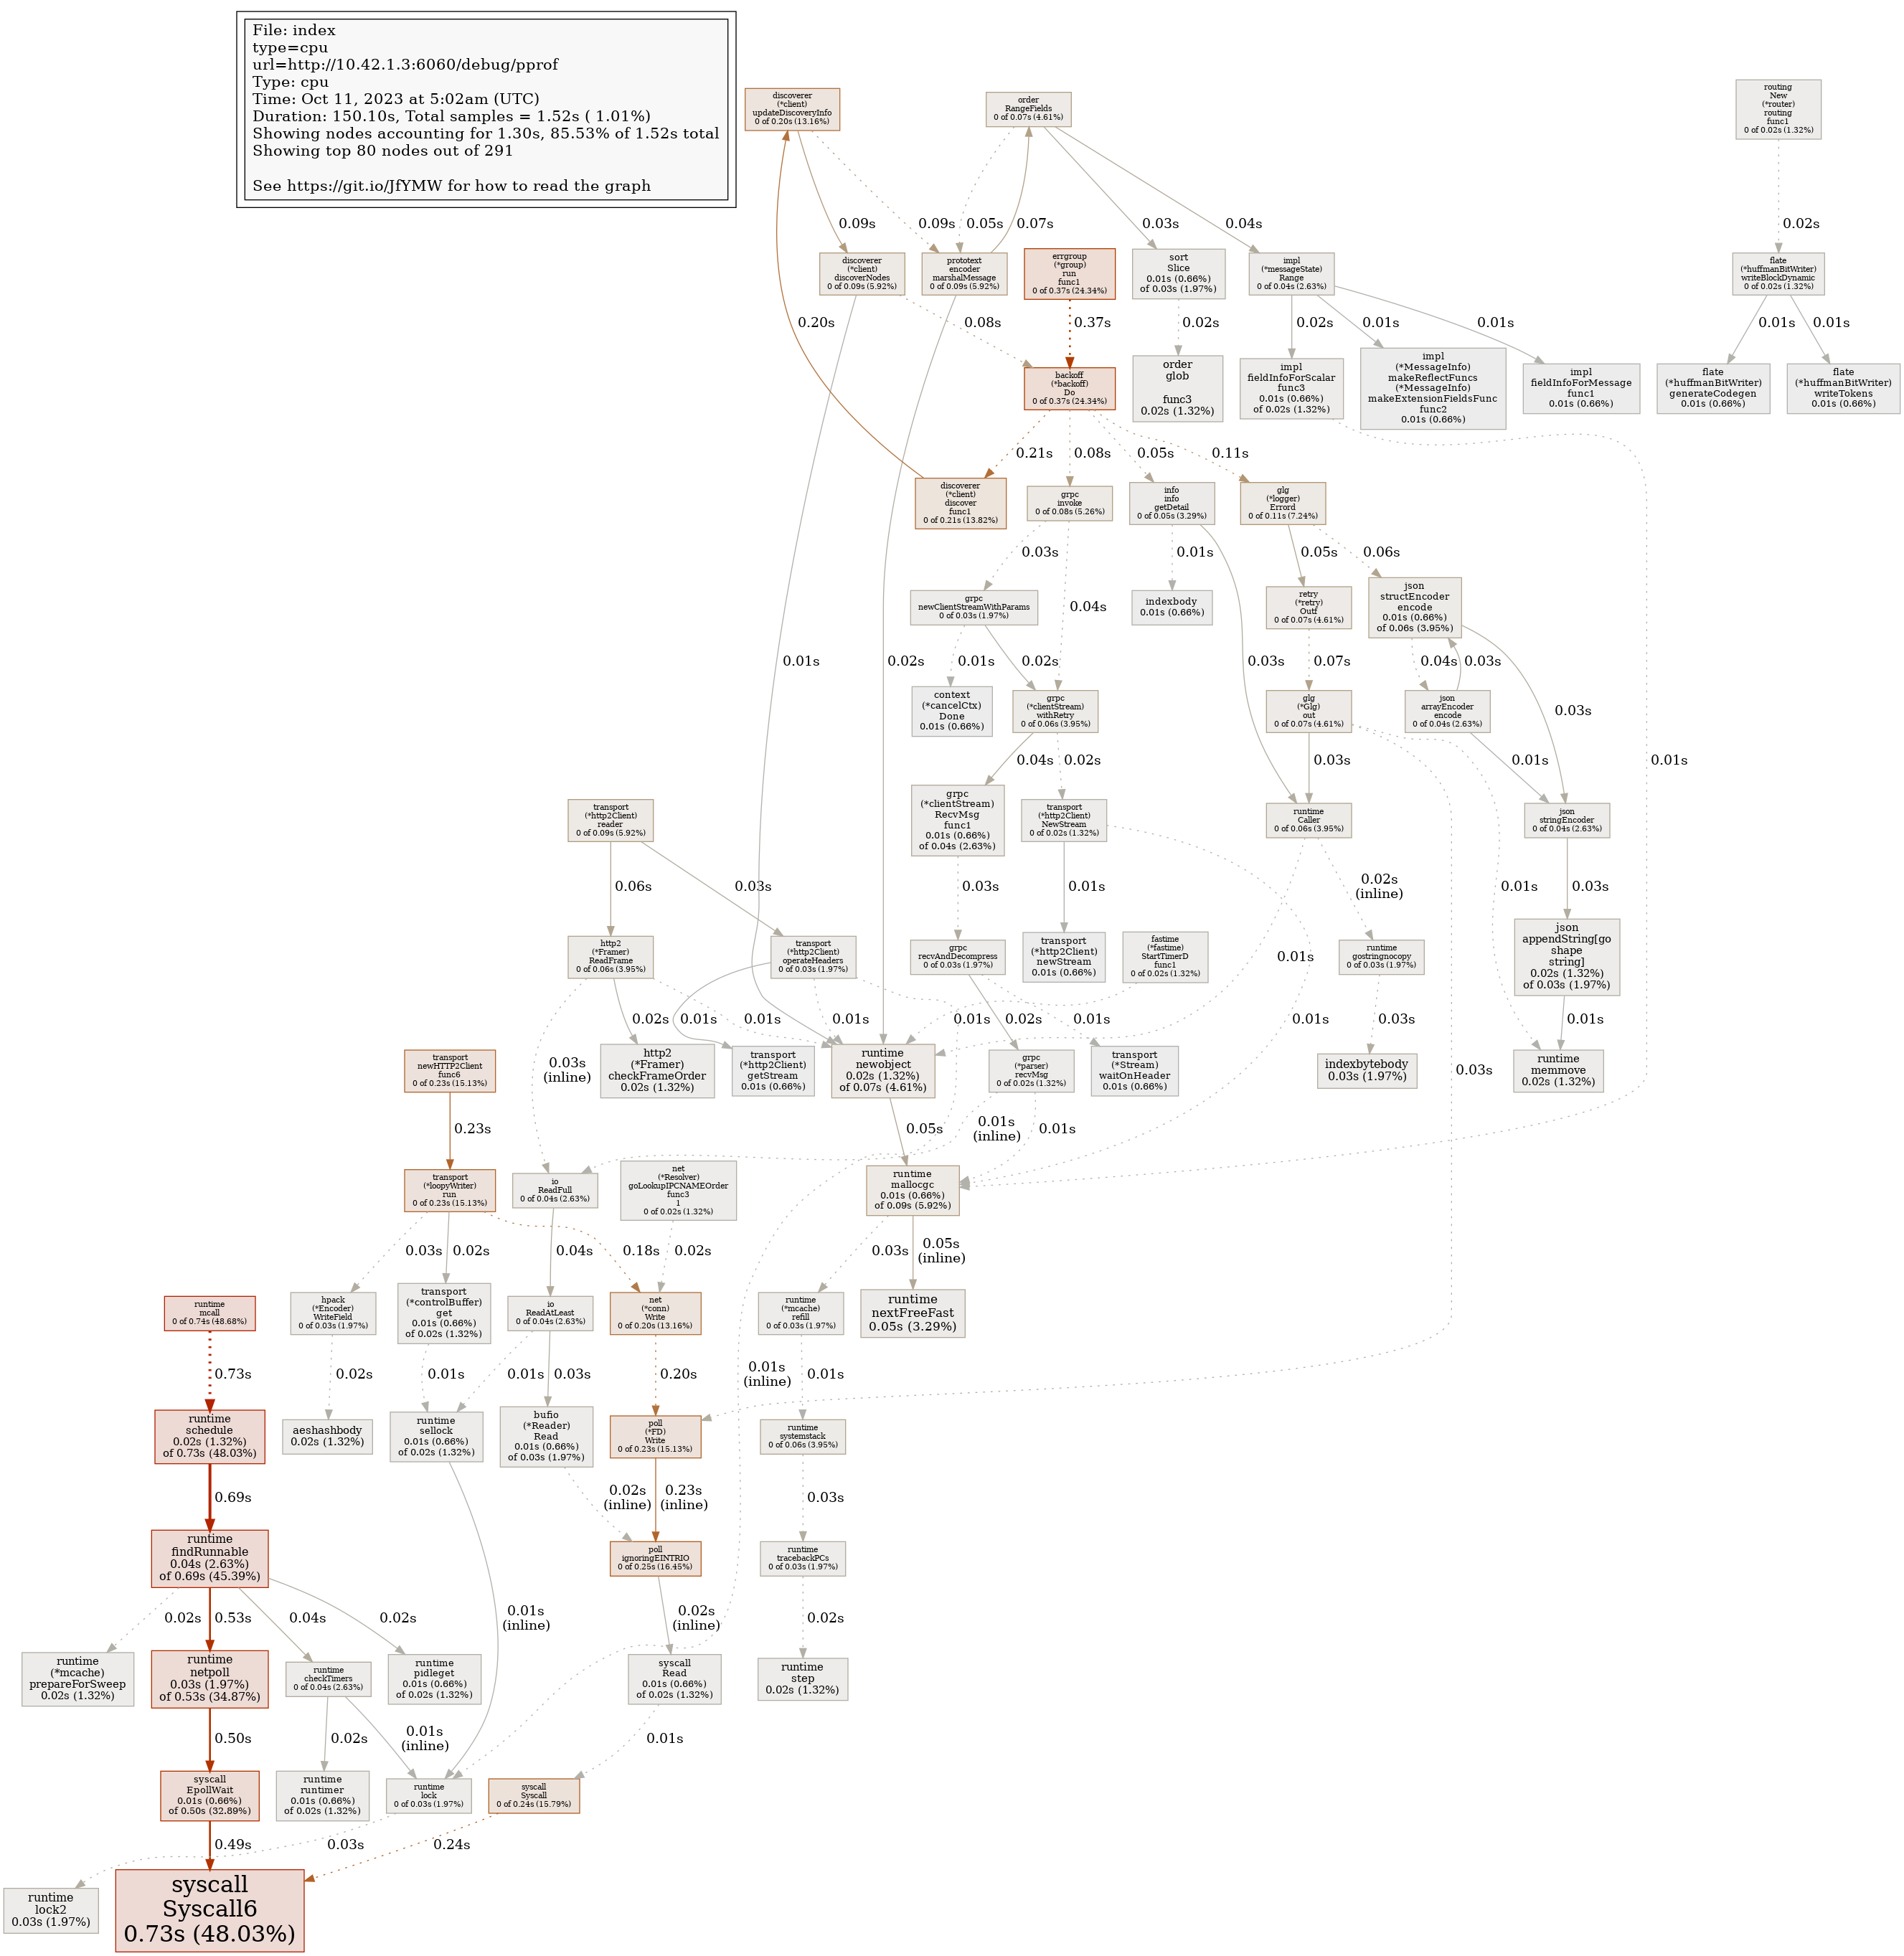 File: index
type=cpu
url=http://10.42.1.3:6060/debug/pprof
Type: cpu
Time: Oct 11, 2023 at 5:02am (UTC)
Duration: 150.10s, Total samples = 1.52s ( 1.01%)
Showing nodes accounting for 1.30s, 85.53% of 1.52s total
Showing top 80 nodes out of 291
See https://git.io/JfYMW for how to read the graph
discoverer
(*client)
updateDiscoveryInfo
0 of 0.20s (13.16%)
order
RangeFields
0 of 0.07s (4.61%)
routing
New
(*router)
routing
func1
0 of 0.02s (1.32%)
0.09s
0.09s
0.05s
0.07s
0.03s
0.04s
0.02s
discoverer
(*client)
discoverNodes
0 of 0.09s (5.92%)
prototext
encoder
marshalMessage
0 of 0.09s (5.92%)
errgroup
(*group)
run
func1
0 of 0.37s (24.34%)
sort
Slice
0.01s (0.66%)
of 0.03s (1.97%)
impl
(*messageState)
Range
0 of 0.04s (2.63%)
flate
(*huffmanBitWriter)
writeBlockDynamic
0 of 0.02s (1.32%)
0.20s
0.08s
0.37s
0.02s
0.02s
0.01s
0.01s
0.01s
0.01s
backoff
(*backoff)
Do
0 of 0.37s (24.34%)
order
glob
func3
0.02s (1.32%)
impl
fieldInfoForScalar
func3
0.01s (0.66%)
of 0.02s (1.32%)
impl
(*MessageInfo)
makeReflectFuncs
(*MessageInfo)
makeExtensionFieldsFunc
func2
0.01s (0.66%)
impl
fieldInfoForMessage
func1
0.01s (0.66%)
flate
(*huffmanBitWriter)
generateCodegen
0.01s (0.66%)
flate
(*huffmanBitWriter)
writeTokens
0.01s (0.66%)
0.21s
0.08s
0.05s
0.11s
discoverer
(*client)
discover
func1
0 of 0.21s (13.82%)
grpc
invoke
0 of 0.08s (5.26%)
info
info
getDetail
0 of 0.05s (3.29%)
glg
(*logger)
Errord
0 of 0.11s (7.24%)
0.03s
0.01s
0.05s
0.06s
grpc
newClientStreamWithParams
0 of 0.03s (1.97%)
0.04s
indexbody
0.01s (0.66%)
retry
(*retry)
Outf
0 of 0.07s (4.61%)
json
structEncoder
encode
0.01s (0.66%)
of 0.06s (3.95%)
0.01s
0.02s
0.01s
0.02s
0.03s
0.07s
0.04s
0.03s
context
(*cancelCtx)
Done
0.01s (0.66%)
grpc
(*clientStream)
withRetry
0 of 0.06s (3.95%)
glg
(*Glg)
out
0 of 0.07s (4.61%)
json
arrayEncoder
encode
0 of 0.04s (2.63%)
0.03s
0.04s
0.02s
0.03s
0.01s
0.01s
transport
(*http2Client)
reader
0 of 0.09s (5.92%)
grpc
(*clientStream)
RecvMsg
func1
0.01s (0.66%)
of 0.04s (2.63%)
transport
(*http2Client)
NewStream
0 of 0.02s (1.32%)
runtime
Caller
0 of 0.06s (3.95%)
json
stringEncoder
0 of 0.04s (2.63%)
0.06s
0.03s
0.03s
0.01s
0.02s
(inline)
0.01s
0.03s
http2
(*Framer)
ReadFrame
0 of 0.06s (3.95%)
transport
(*http2Client)
operateHeaders
0 of 0.03s (1.97%)
grpc
recvAndDecompress
0 of 0.03s (1.97%)
transport
(*http2Client)
newStream
0.01s (0.66%)
fastime
(*fastime)
StartTimerD
func1
0 of 0.02s (1.32%)
0.01s
runtime
gostringnocopy
0 of 0.03s (1.97%)
json
appendString[go
shape
string]
0.02s (1.32%)
of 0.03s (1.97%)
0.02s
0.01s
0.01s
0.01s
0.01s
0.02s
0.01s
0.01s
0.03s
0.01s
transport
newHTTP2Client
func6
0 of 0.23s (15.13%)
0.03s
(inline)
http2
(*Framer)
checkFrameOrder
0.02s (1.32%)
transport
(*http2Client)
getStream
0.01s (0.66%)
runtime
newobject
0.02s (1.32%)
of 0.07s (4.61%)
grpc
(*parser)
recvMsg
0 of 0.02s (1.32%)
transport
(*Stream)
waitOnHeader
0.01s (0.66%)
indexbytebody
0.03s (1.97%)
0.03s
runtime
memmove
0.02s (1.32%)
0.23s
0.05s
0.01s
(inline)
0.01s
transport
(*loopyWriter)
run
0 of 0.23s (15.13%)
io
ReadFull
0 of 0.04s (2.63%)
net
(*Resolver)
goLookupIPCNAMEOrder
func3
1
0 of 0.02s (1.32%)
runtime
mallocgc
0.01s (0.66%)
of 0.09s (5.92%)
0.03s
0.02s
0.04s
0.18s
0.02s
0.03s
0.05s
(inline)
runtime
mcall
0 of 0.74s (48.68%)
hpack
(*Encoder)
WriteField
0 of 0.03s (1.97%)
transport
(*controlBuffer)
get
0.01s (0.66%)
of 0.02s (1.32%)
io
ReadAtLeast
0 of 0.04s (2.63%)
net
(*conn)
Write
0 of 0.20s (13.16%)
runtime
(*mcache)
refill
0 of 0.03s (1.97%)
runtime
nextFreeFast
0.05s (3.29%)
0.73s
0.02s
0.01s
0.01s
0.03s
0.20s
0.01s
(inline)
0.01s
runtime
schedule
0.02s (1.32%)
of 0.73s (48.03%)
aeshashbody
0.02s (1.32%)
runtime
sellock
0.01s (0.66%)
of 0.02s (1.32%)
bufio
(*Reader)
Read
0.01s (0.66%)
of 0.03s (1.97%)
poll
(*FD)
Write
0 of 0.23s (15.13%)
runtime
systemstack
0 of 0.06s (3.95%)
0.69s
0.02s
(inline)
0.23s
(inline)
0.03s
runtime
findRunnable
0.04s (2.63%)
of 0.69s (45.39%)
poll
ignoringEINTRIO
0 of 0.25s (16.45%)
runtime
tracebackPCs
0 of 0.03s (1.97%)
0.02s
0.53s
0.04s
0.02s
0.01s
(inline)
0.02s
(inline)
0.02s
runtime
(*mcache)
prepareForSweep
0.02s (1.32%)
runtime
netpoll
0.03s (1.97%)
of 0.53s (34.87%)
runtime
checkTimers
0 of 0.04s (2.63%)
runtime
pidleget
0.01s (0.66%)
of 0.02s (1.32%)
syscall
Read
0.01s (0.66%)
of 0.02s (1.32%)
runtime
step
0.02s (1.32%)
0.50s
0.02s
0.01s
(inline)
0.01s
syscall
EpollWait
0.01s (0.66%)
of 0.50s (32.89%)
runtime
runtimer
0.01s (0.66%)
of 0.02s (1.32%)
runtime
lock
0 of 0.03s (1.97%)
syscall
Syscall
0 of 0.24s (15.79%)
0.49s
0.03s
0.24s
runtime
lock2
0.03s (1.97%)
syscall
Syscall6
0.73s (48.03%)